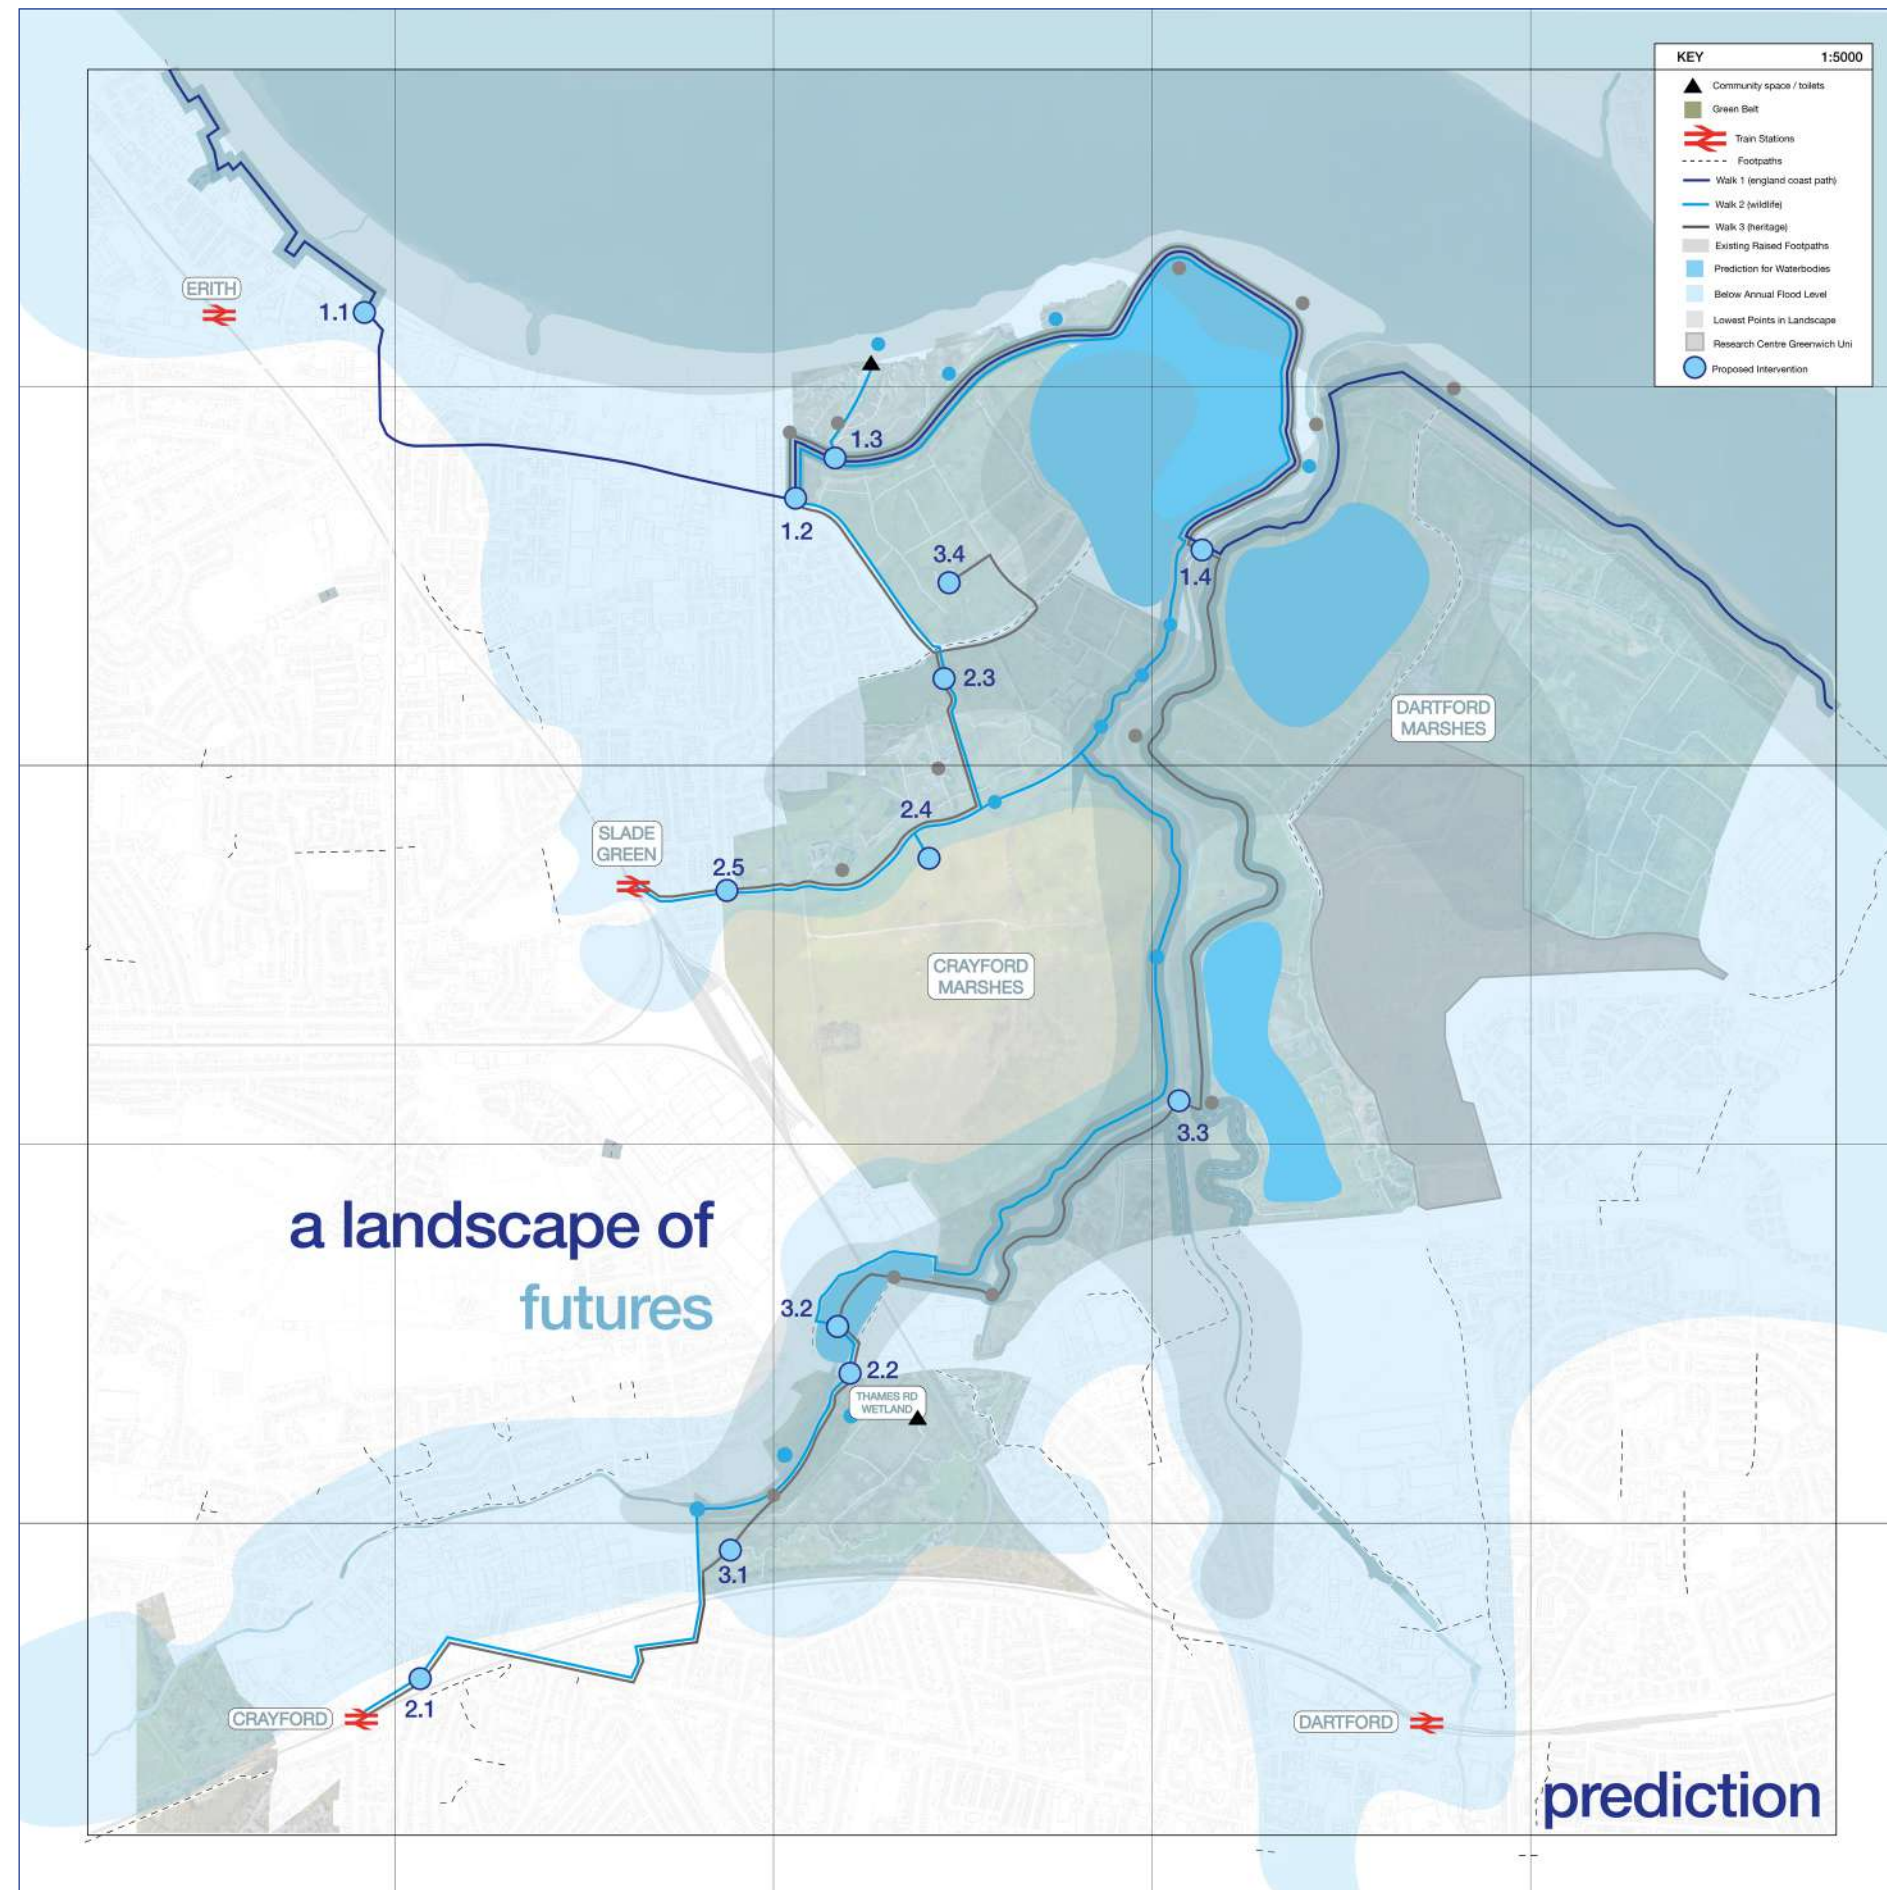 KEY 1:5000
Community space / toilets
Green Belt
Train Stations
Footpaths
Walk 1 (england coast path)
Walk 2 (wildlife)
Walk 3 (heritage)
Existing Raised Footpaths
Prediction for Waterbodies
Below Annual Flood Level
Lowest Points in Landscape
Research Centre Greenwich Uni
Proposed Intervention
ERITH
1.1
1.3
1.2
3.4
1.4
2.3
DARTFORD
MARSHES
2.4
SLADE
GREEN
2.5
CRAYFORD
MARSHES
3.3
a landscape of
futures
3.2
2.2
THAMES RD
WETLAND
3.1
2.1
CRAYFORD
DARTFORD
prediction